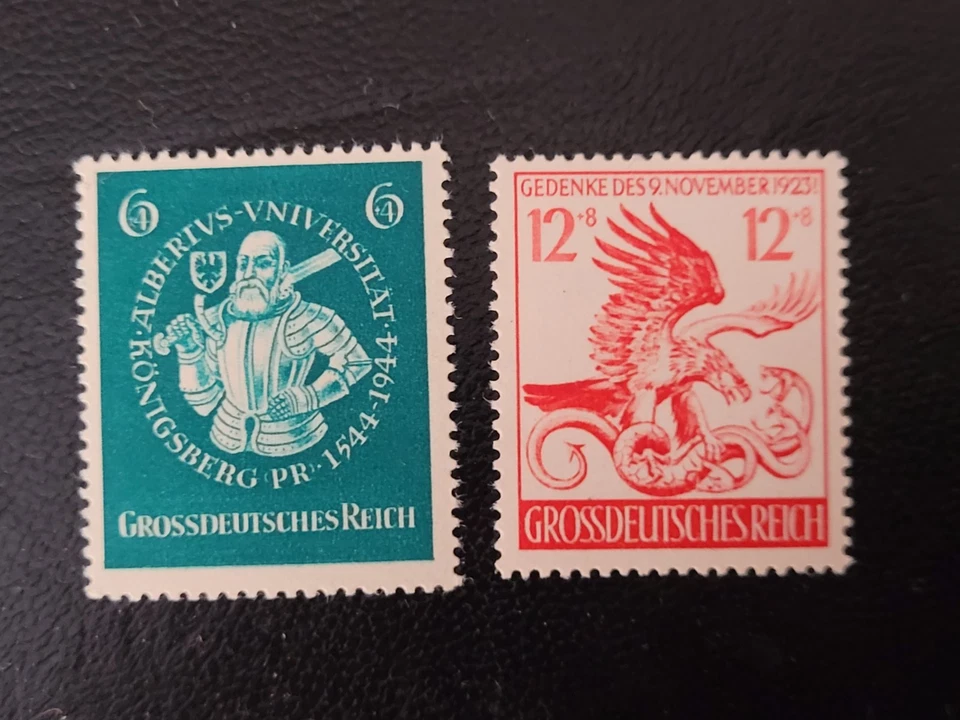 6+4 6+4
KÖNIGSBERG (PR)·ALBERTVS-VNIVERSITÄT·1544-1944·
GROSSDEUTSCHES REICH
GEDENKE DES 9. NOVEMBER 1923!
12+8 12+8
GROSSDEUTSCHES REICH